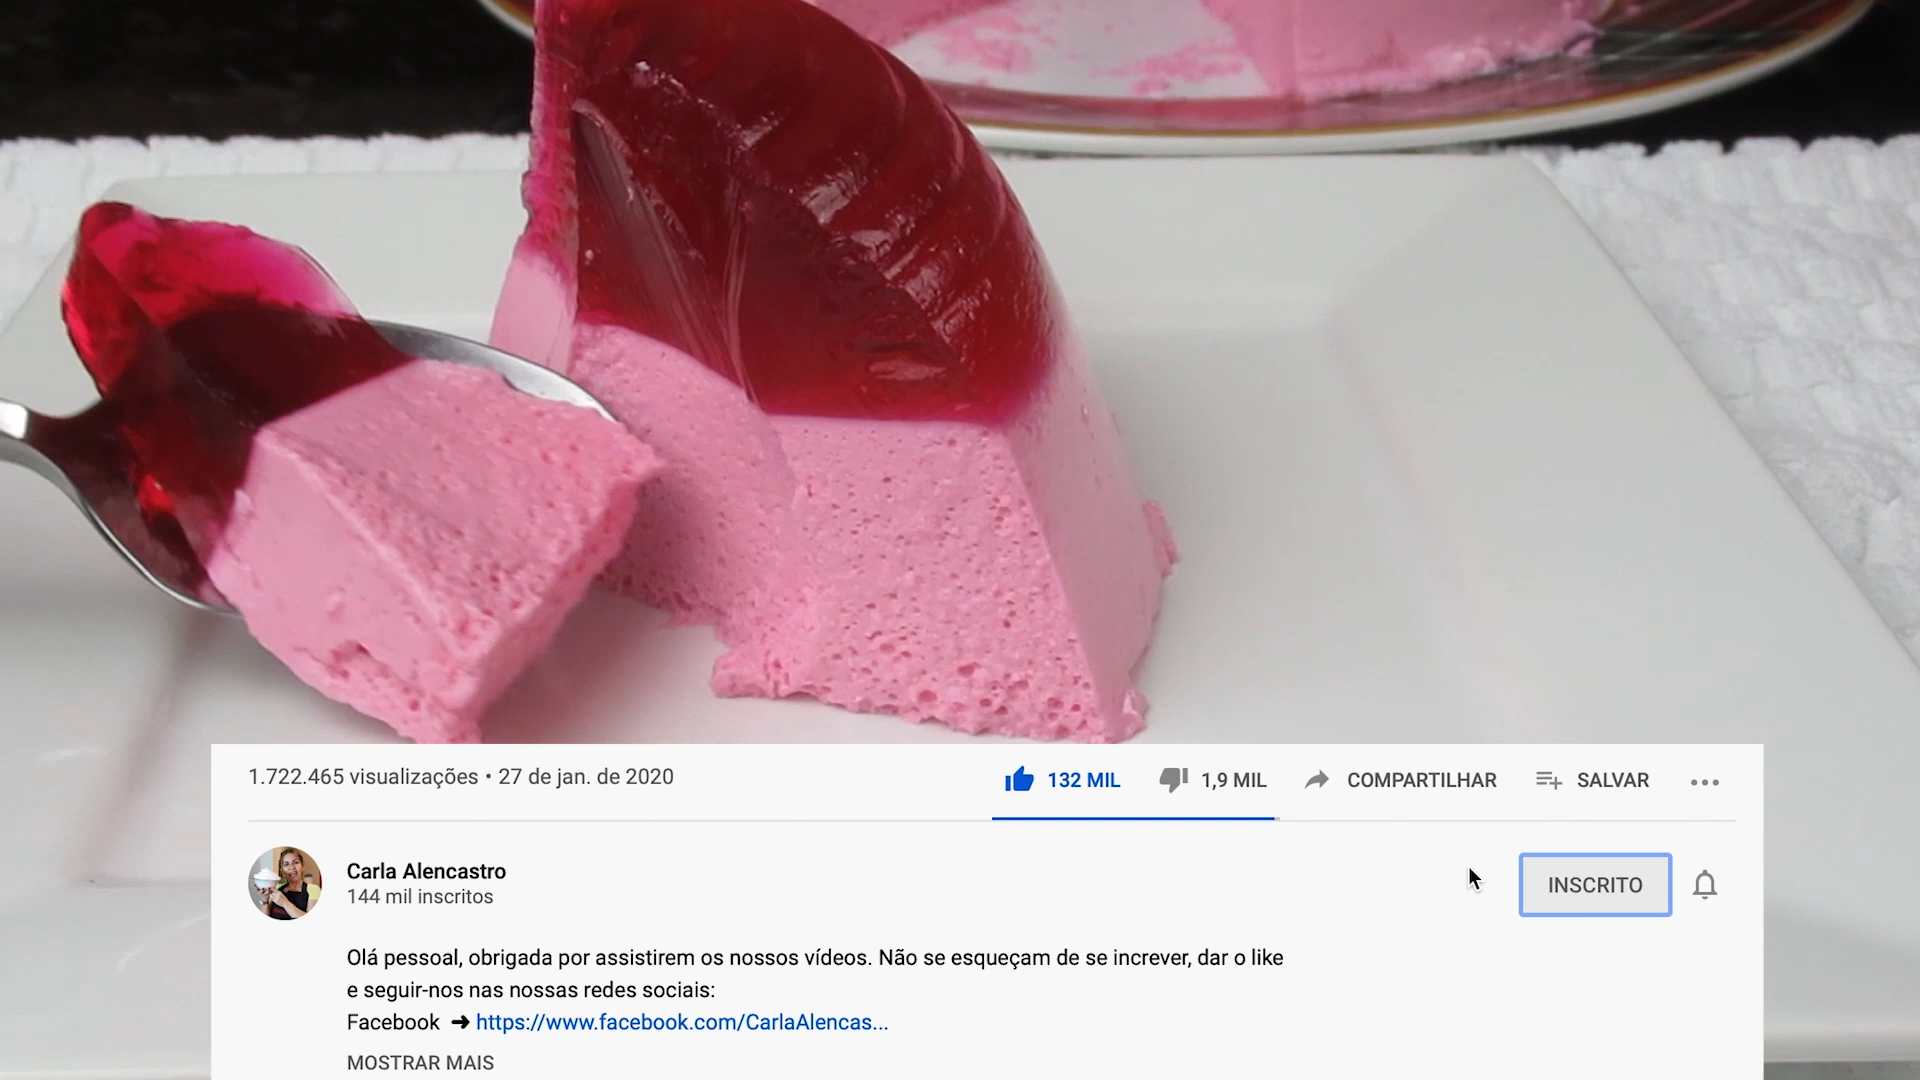 1.722.465 visualizações • 27 de jan. de 2020
132 MIL
1,9 MIL
COMPARTILHAR
SALVAR
Carla Alencastro
144 mil inscritos
INSCRITO
Olá pessoal, obrigada por assistirem os nossos vídeos. Não se esqueçam de se increver, dar o like
e seguir-nos nas nossas redes sociais:
Facebook ➜ https://www.facebook.com/CarlaAlencas...
MOSTRAR MAIS